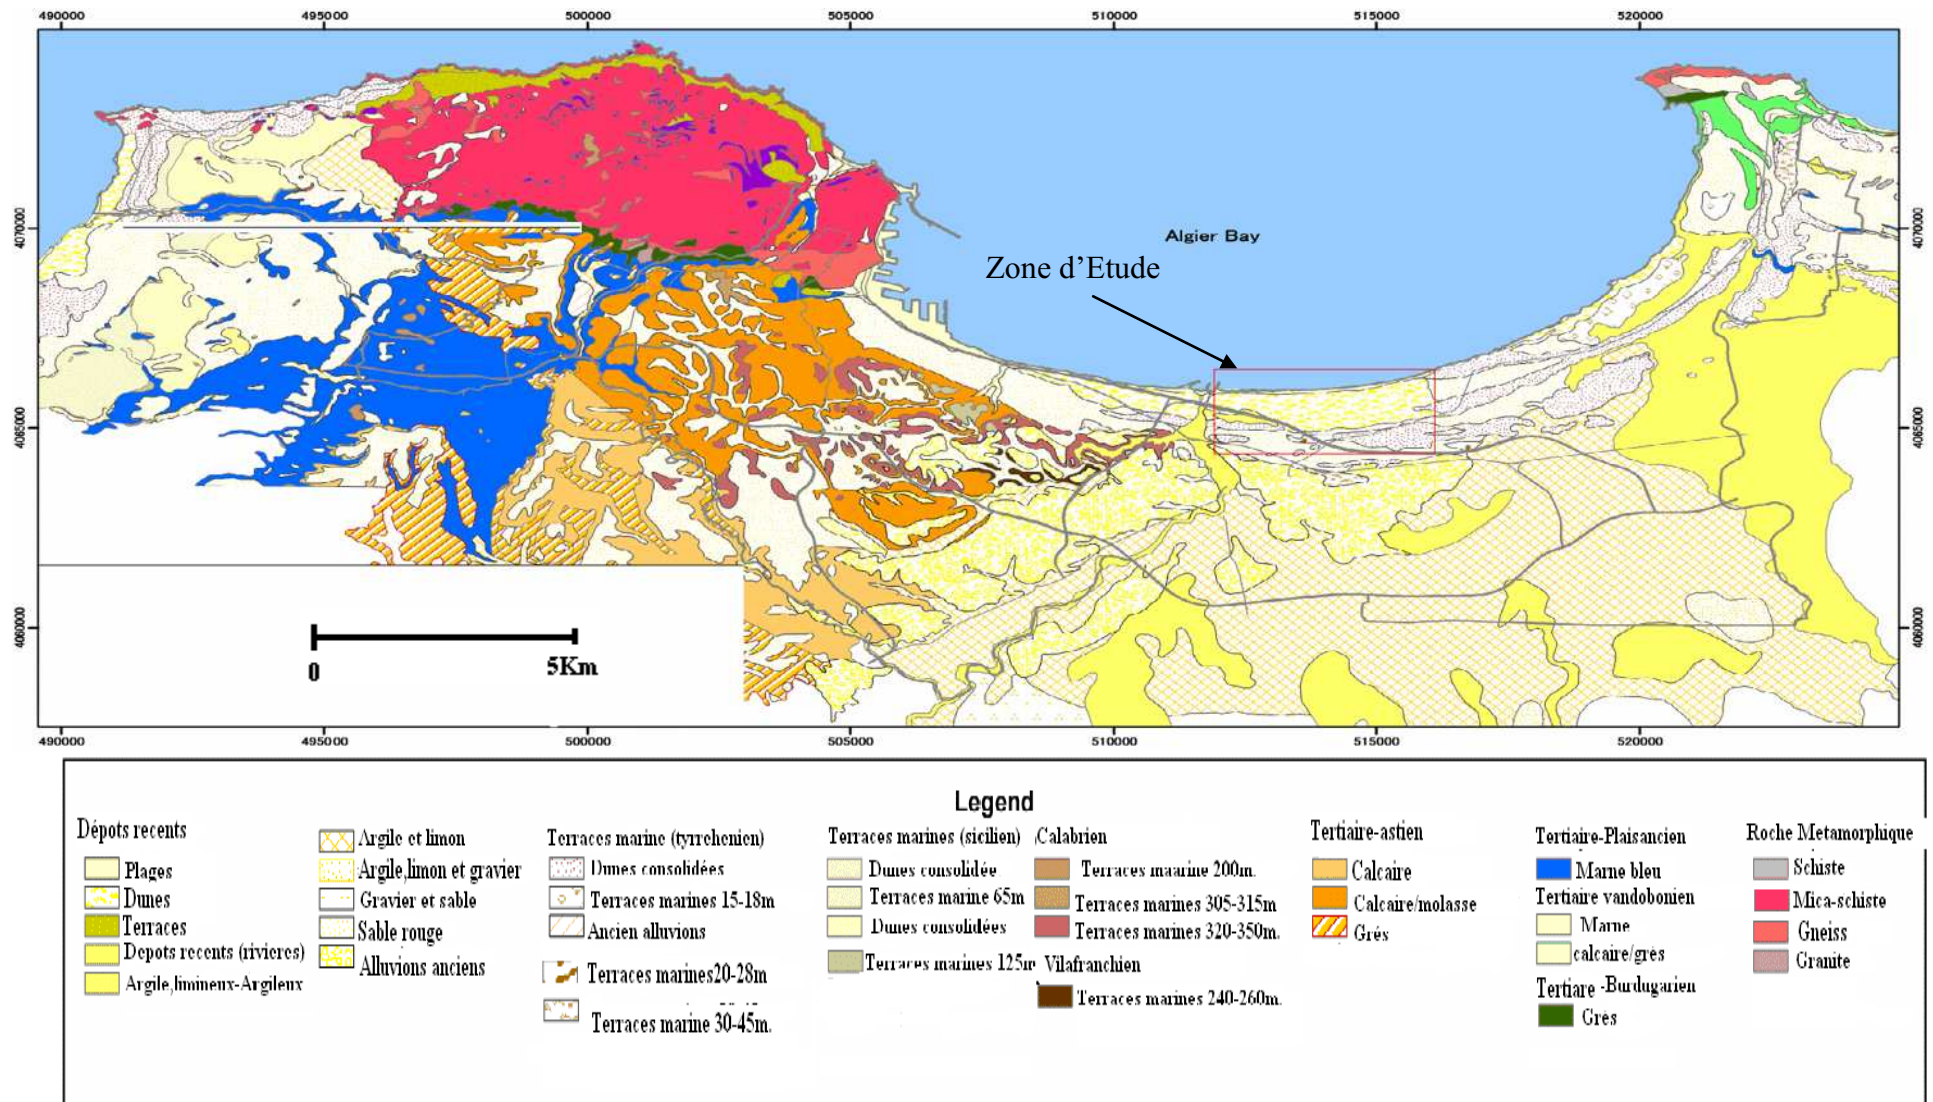 490000 495000 500000 505000 510000 515000 520000
4070000
4065000
4060000
4070000
4065000
4060000
Algier Bay
Zone d’Etude
0 5Km
490000 495000 500000 505000 510000 515000 520000
Legend
Dépots recents
Plages
Dunes
Terraces
Depots recents (rivieres)
Argile,limineux-Argileux
Argile et limon
Argile,limon et gravier
Gravier et sable
Sable rouge
Alluvions anciens
Terraces marine (tyrrehenien)
Dunes consolidées
Terraces marines 15-18m
Ancien alluvions
Terraces marines20-28m
Terraces marine 30-45m.
Terraces marines (sicilien)
Dunes consolidée
Terraces marine 65m
Dunes consolidées
Terraces marines 125m
Calabrien
Terraces maarine 200m.
Terraces marines 305-315m
Terraces marines 320-350m.
Vilafranchien
Terraces marines 240-260m.
Tertiaire-astien
Calcaire
Calcaire/molasse
Grés
Tertiaire-Plaisancien
Marne bleu
Tertiaire vandobonien
Marne
calcaire/grès
Tertiare -Burdugarien
Grès
Roche Metamorphique
Schiste
Mica-schiste
Gneiss
Granite